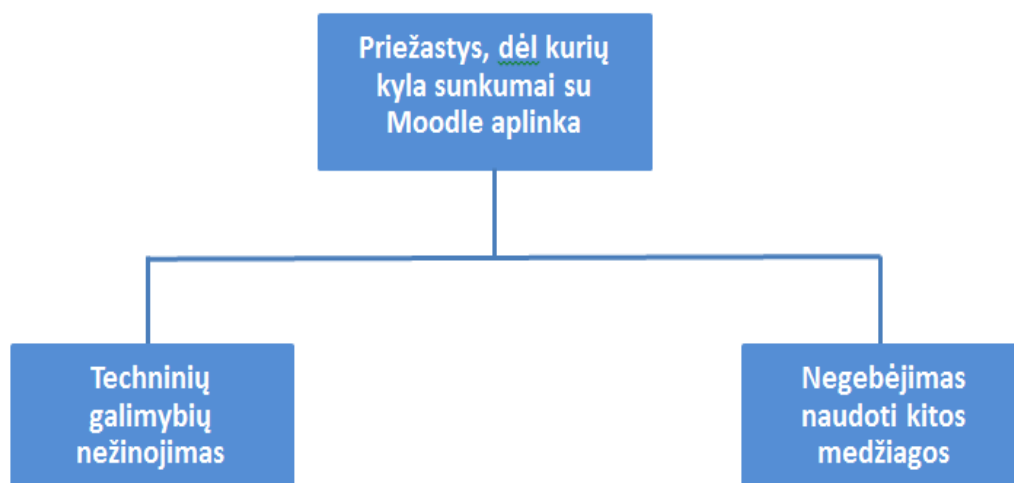 Priežastys, dėl kurių
kyla sunkumai su
Moodle aplinka
Techninių
galimybių
nežinojimas
Negebėjimas
naudoti kitos
medžiagos